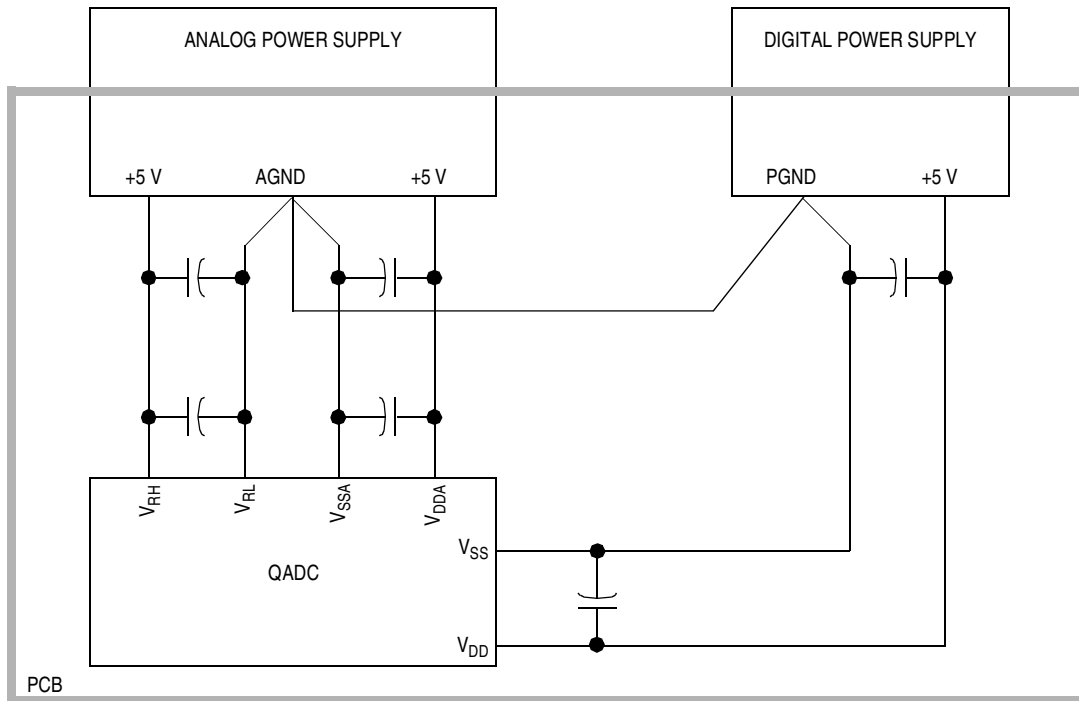 ANALOG POWER SUPPLY
DIGITAL POWER SUPPLY
+5 V
AGND
+5 V
PGND
+5 V
VRH
VRL
VSSA
VDDA
VSS
QADC
VDD
PCB